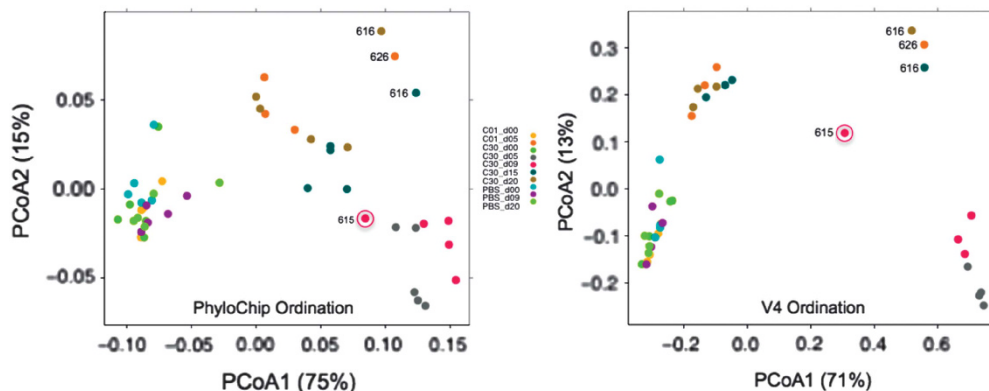 616
626
616
615
0.05
0.00
−0.05
PCoA2 (15%)
PhyloChip Ordination
−0.10
−0.05
0.00
0.05
0.10
0.15
PCoA1 (75%)
C01_d00
C01_d05
C30_d00
C30_d05
C30_d09
C30_d15
C30_d20
PBS_d00
PBS_d09
PBS_d20
616
626
616
615
0.3
0.2
0.1
0.0
−0.1
−0.2
PCoA2 (13%)
V4 Ordination
−0.2
0.0
0.2
0.4
0.6
PCoA1 (71%)